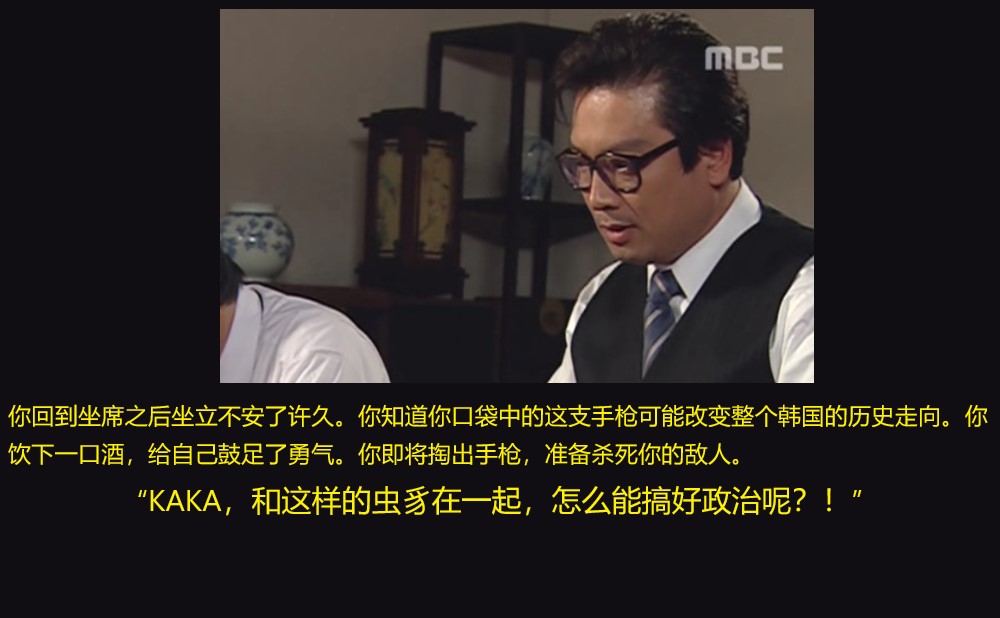 MBC
你回到坐席之后坐立不安了许久。你知道你口袋中的这支手枪可能改变整个韩国的历史走向。你
饮下一口酒，给自己鼓足了勇气。你即将掏出手枪，准备杀死你的敌人。
“KAKA，和这样的虫豸在一起，怎么能搞好政治呢？！”